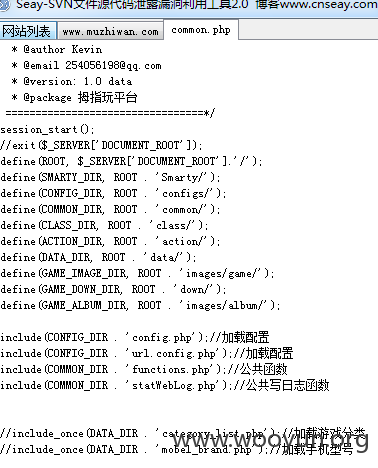 Seay-SVN文件源代码泄露漏洞利用工具2.0 博客www.cnseay.com
网站列表 www.muzhiwan.com common.php
* @author Kevin
* @email 254056198@qq.com
* @version: 1.0 data
* @package 拇指玩平台
=================================*/
session_start();
//exit($_SERVER['DOCUMENT_ROOT']);
define(ROOT, $_SERVER['DOCUMENT_ROOT'].'/');
define(SMARTY_DIR, ROOT . 'Smarty/');
define(CONFIG_DIR, ROOT . 'configs/');
define(COMMON_DIR, ROOT . 'common/');
define(CLASS_DIR, ROOT . 'class/');
define(ACTION_DIR, ROOT . 'action/');
define(DATA_DIR, ROOT . 'data/');
define(GAME_IMAGE_DIR, ROOT . 'images/game/');
define(GAME_DOWN_DIR, ROOT . 'down/');
define(GAME_ALBUM_DIR, ROOT . 'images/album/');
include(CONFIG_DIR . 'config.php');//加载配置
include(CONFIG_DIR . 'url.config.php');//加载配置
include(COMMON_DIR . 'functions.php');//公共函数
include(COMMON_DIR . 'statWebLog.php');//公共写日志函数
//include_once(DATA_DIR . 'category_list.php');//加载游戏分类
//include_once(DATA_DIR . 'mobel_brand.php');//加载手机型号
www.wooyun.org